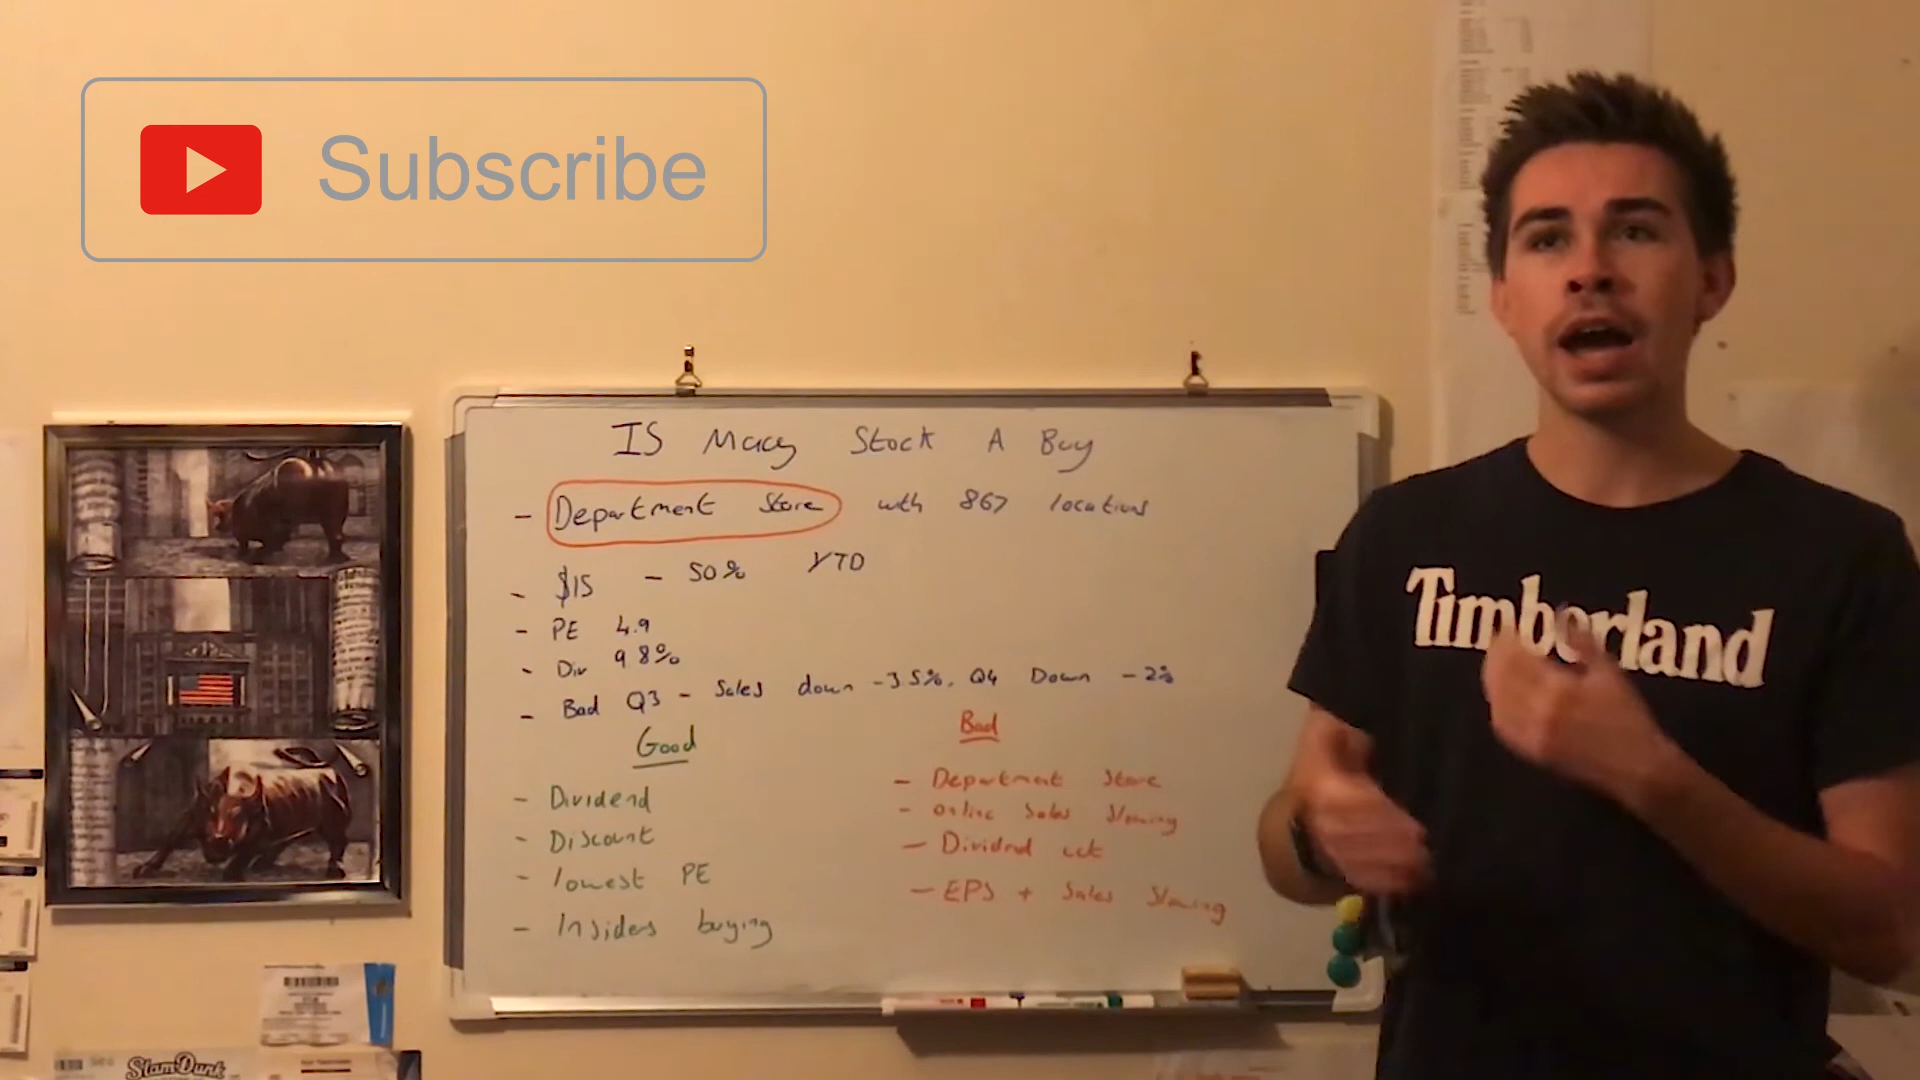 Subscribe
IS Macy Stock A Buy
- Department Store with 867 locations
- $15 - 50% YTD
- PE 4.9
- Div 9 8%
- Bad Q3 - Sales down -3 5%. Q4 Down -2%
Good
- Dividend
- Discount
- lowest PE
- Insiders buying
Bad
- Department Store
- online Sales Slowing
- Dividend cut
- EPS + Sales Slowing
Timberland
SlamDunk